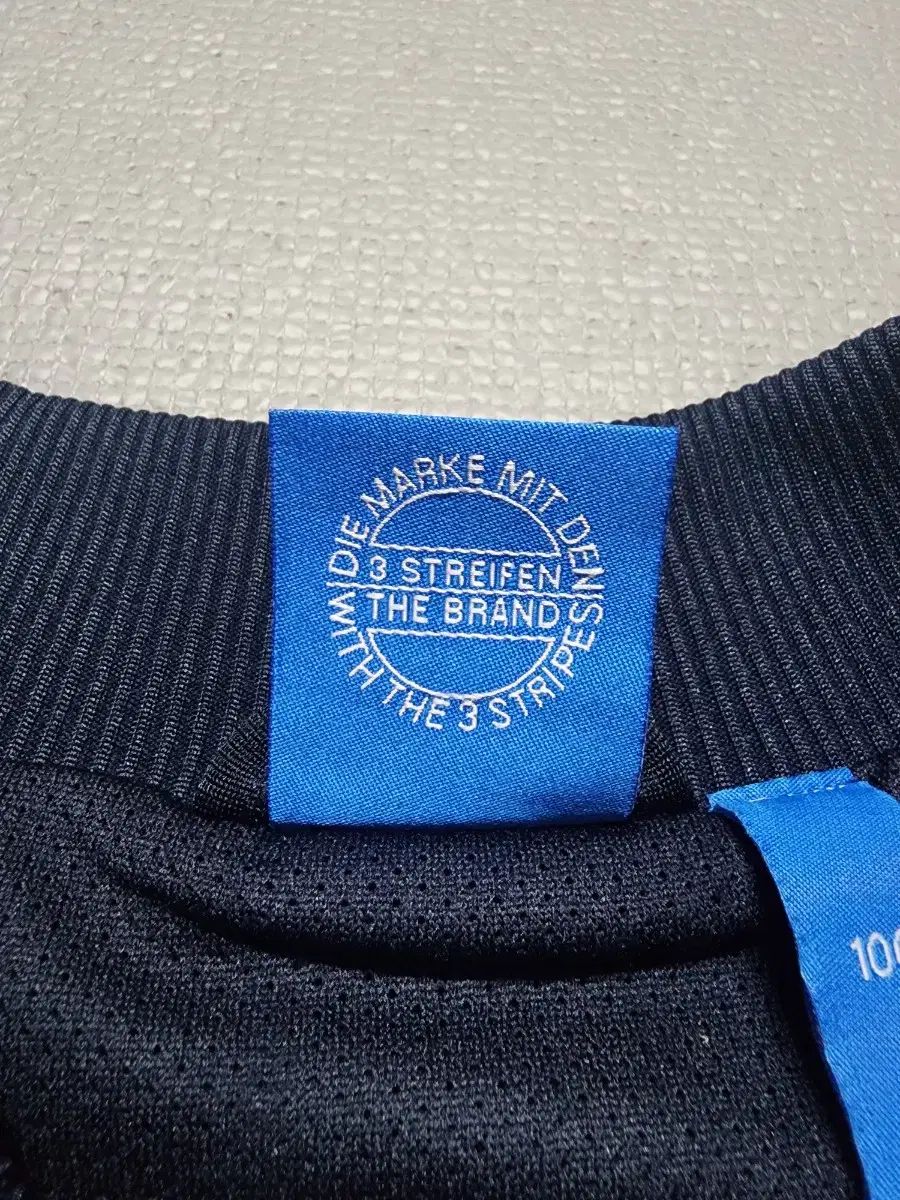 DIE MARKE MIT DEN
3 STREIFEN
THE BRAND
WITH THE 3 STRIPES